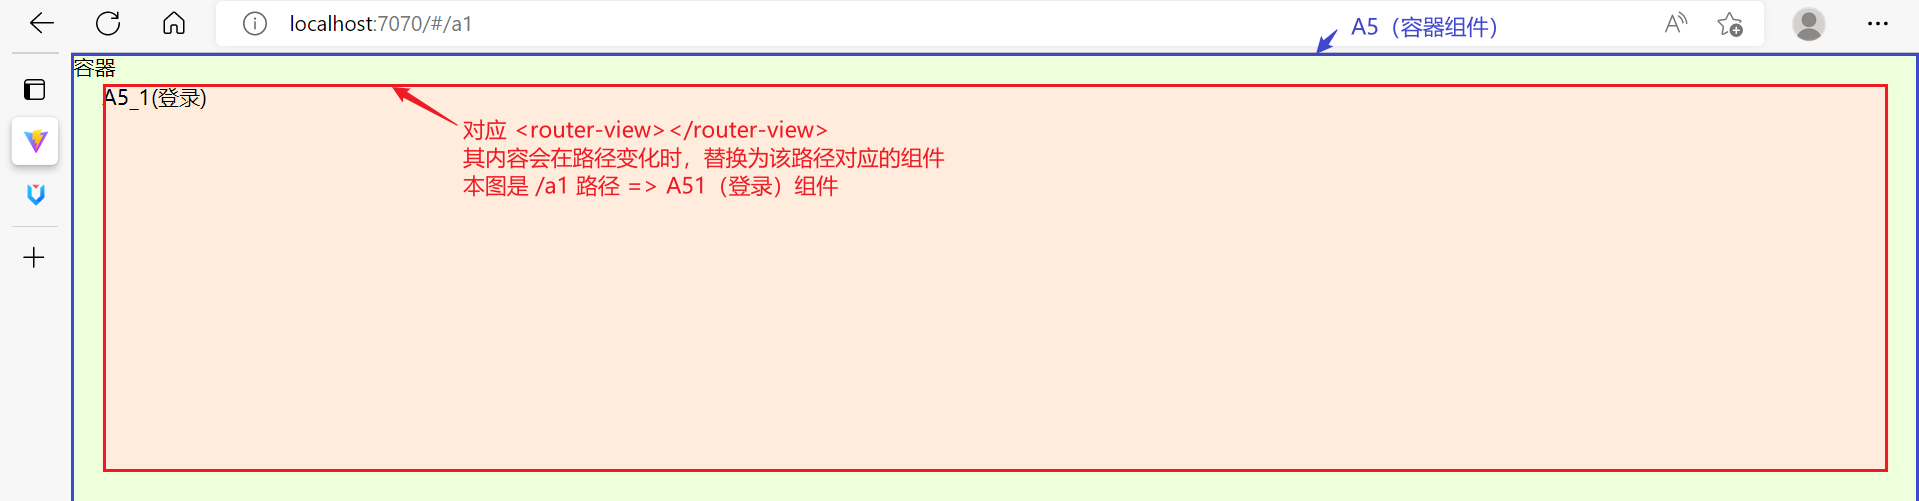 localhost:7070/#/a1
A5（容器组件）
容器
A5_1(登录)
对应 <router-view></router-view>
其内容会在路径变化时，替换为该路径对应的组件
本图是 /a1 路径 => A51（登录）组件